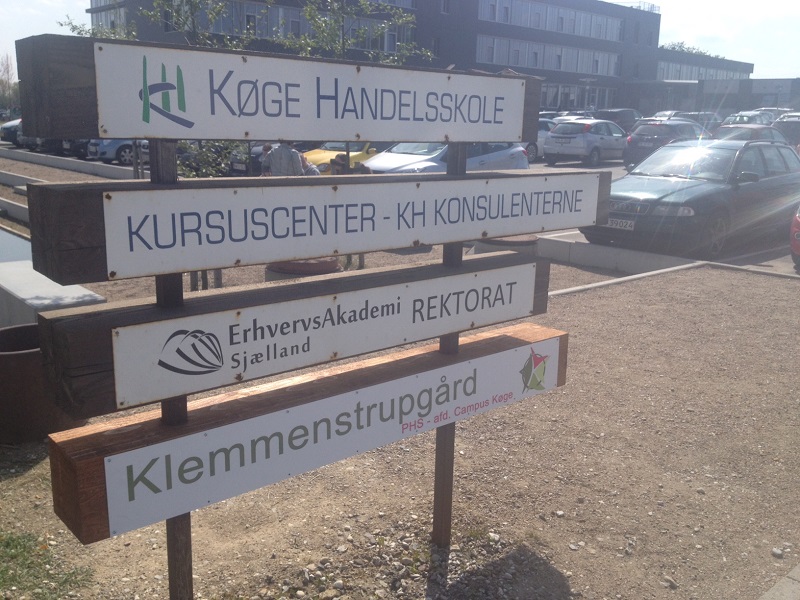 KØGE HANDELSSKOLE
KURSUSCENTER - KH KONSULENTERNE
ErhvervsAkademi
Sjælland
REKTORAT
Klemmenstrupgård
PHS - afd. Campus Køge